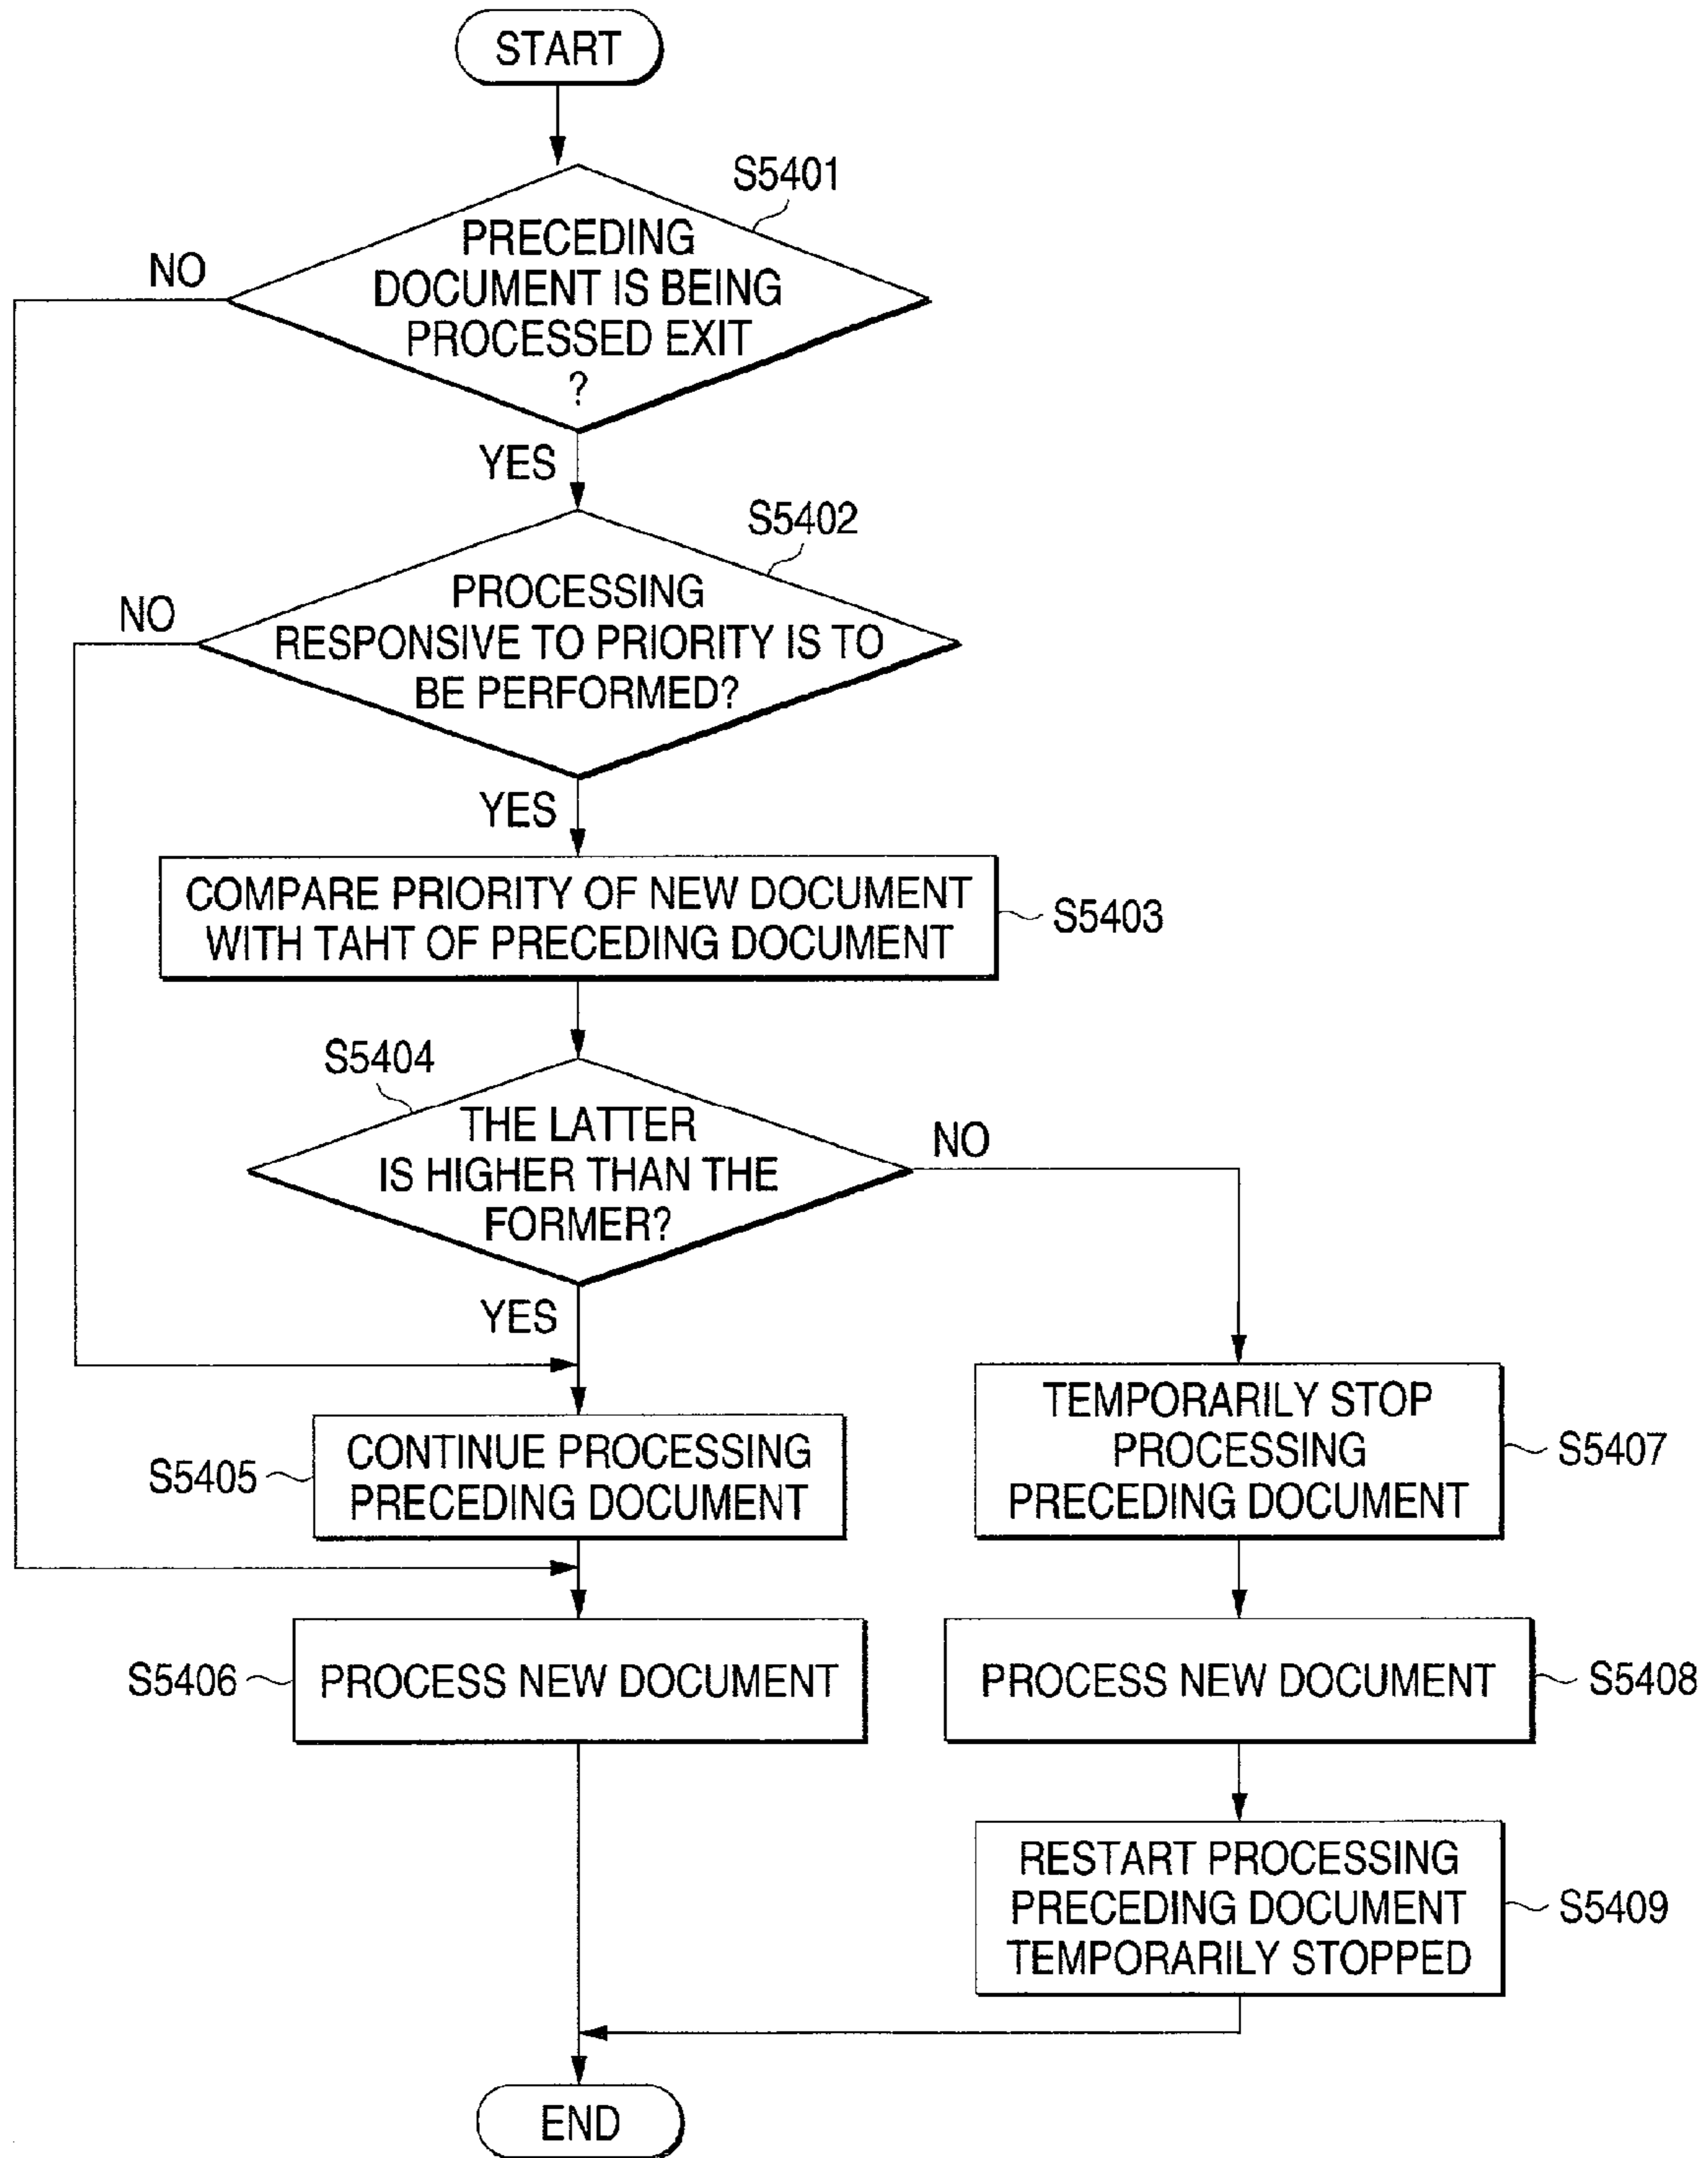 START
S5401
PRECEDING
DOCUMENT IS BEING
PROCESSED EXIT
?
NO
YES
S5402
PROCESSING
RESPONSIVE TO PRIORITY IS TO
BE PERFORMED?
NO
YES
COMPARE PRIORITY OF NEW DOCUMENT
WITH TAHT OF PRECEDING DOCUMENT
S5403
S5404
THE LATTER
IS HIGHER THAN THE
FORMER?
NO
YES
CONTINUE PROCESSING
PRECEDING DOCUMENT
S5405
TEMPORARILY STOP
PROCESSING
PRECEDING DOCUMENT
S5407
S5406
PROCESS NEW DOCUMENT
PROCESS NEW DOCUMENT
S5408
RESTART PROCESSING
PRECEDING DOCUMENT
TEMPORARILY STOPPED
S5409
END